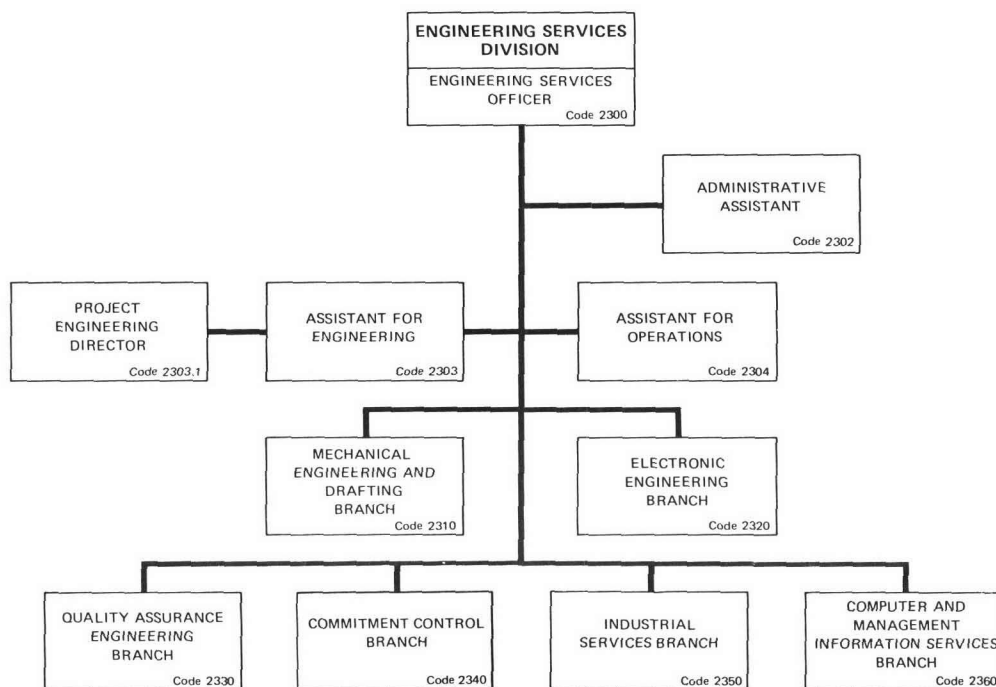 ENGINEERING SERVICES
DIVISION
ENGINEERING SERVICES
OFFICER
Code 2300
ADMINISTRATIVE
ASSISTANT
Code 2302
PROJECT
ENGINEERING
DIRECTOR
Code 2303.1
ASSISTANT FOR
ENGINEERING
Code 2303
ASSISTANT FOR
OPERATIONS
Code 2304
MECHANICAL
ENGINEERING AND
DRAFTING
BRANCH
Code 2310
ELECTRONIC
ENGINEERING
BRANCH
Code 2320
QUALITY ASSURANCE
ENGINEERING
BRANCH
Code 2330
COMMITMENT CONTROL
BRANCH
Code 2340
INDUSTRIAL
SERVICES BRANCH
Code 2350
COMPUTER AND
MANAGEMENT
INFORMATION SERVICES
BRANCH
Code 2360